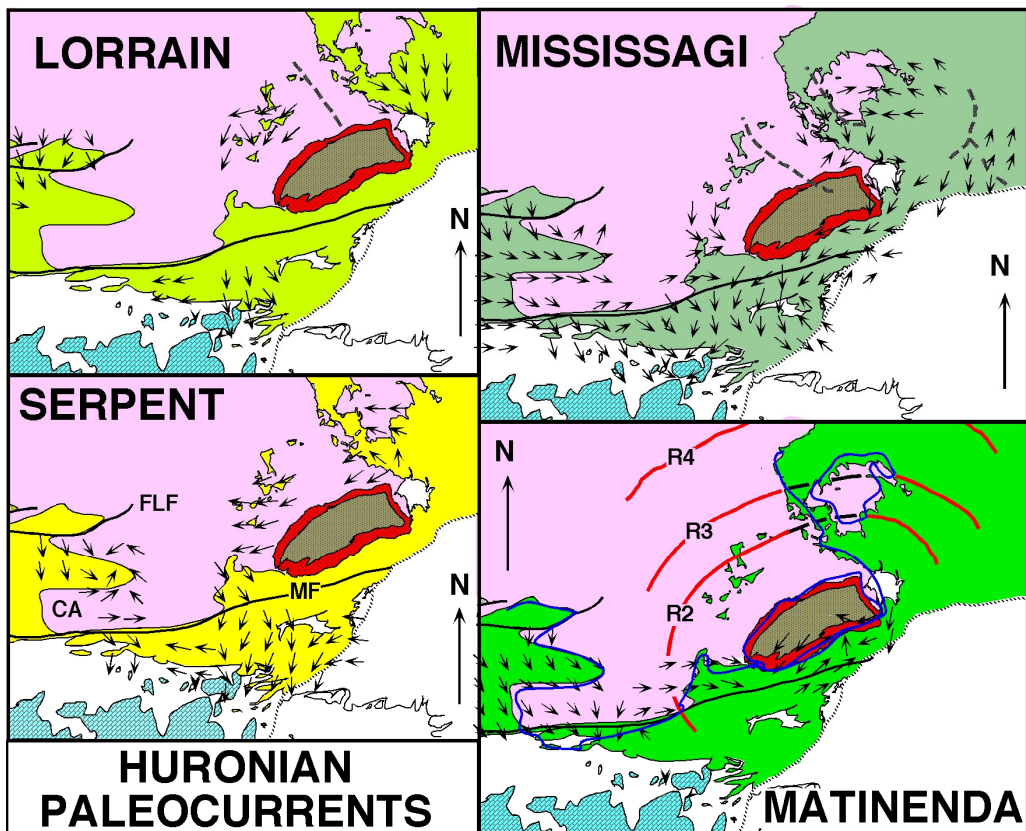 LORRAIN
N
MISSISSAGI
N
SERPENT
FLF
CA
MF
N
HURONIAN
PALEOCURRENTS
N
R4
R3
R2
MATINENDA